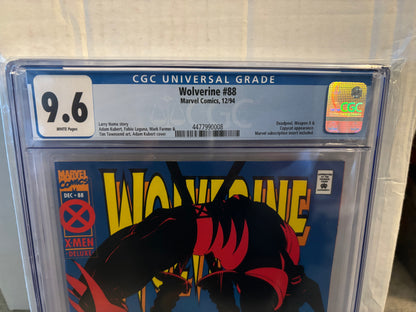 CGC UNIVERSAL GRADE
9.6
WHITE Pages
Wolverine #88
Marvel Comics, 12/94
Larry Hama story
Adam Kubert, Fabio Laguna, Mark Farmer &
Tim Townsend art, Adam Kubert cover
4477990008
Deadpool, Weapon X &
Copycat appearance
Marvel subscription insert included
CGC
MARVEL
COMICS
DEC • 88
X-MEN
DELUXE
WOLVERINE